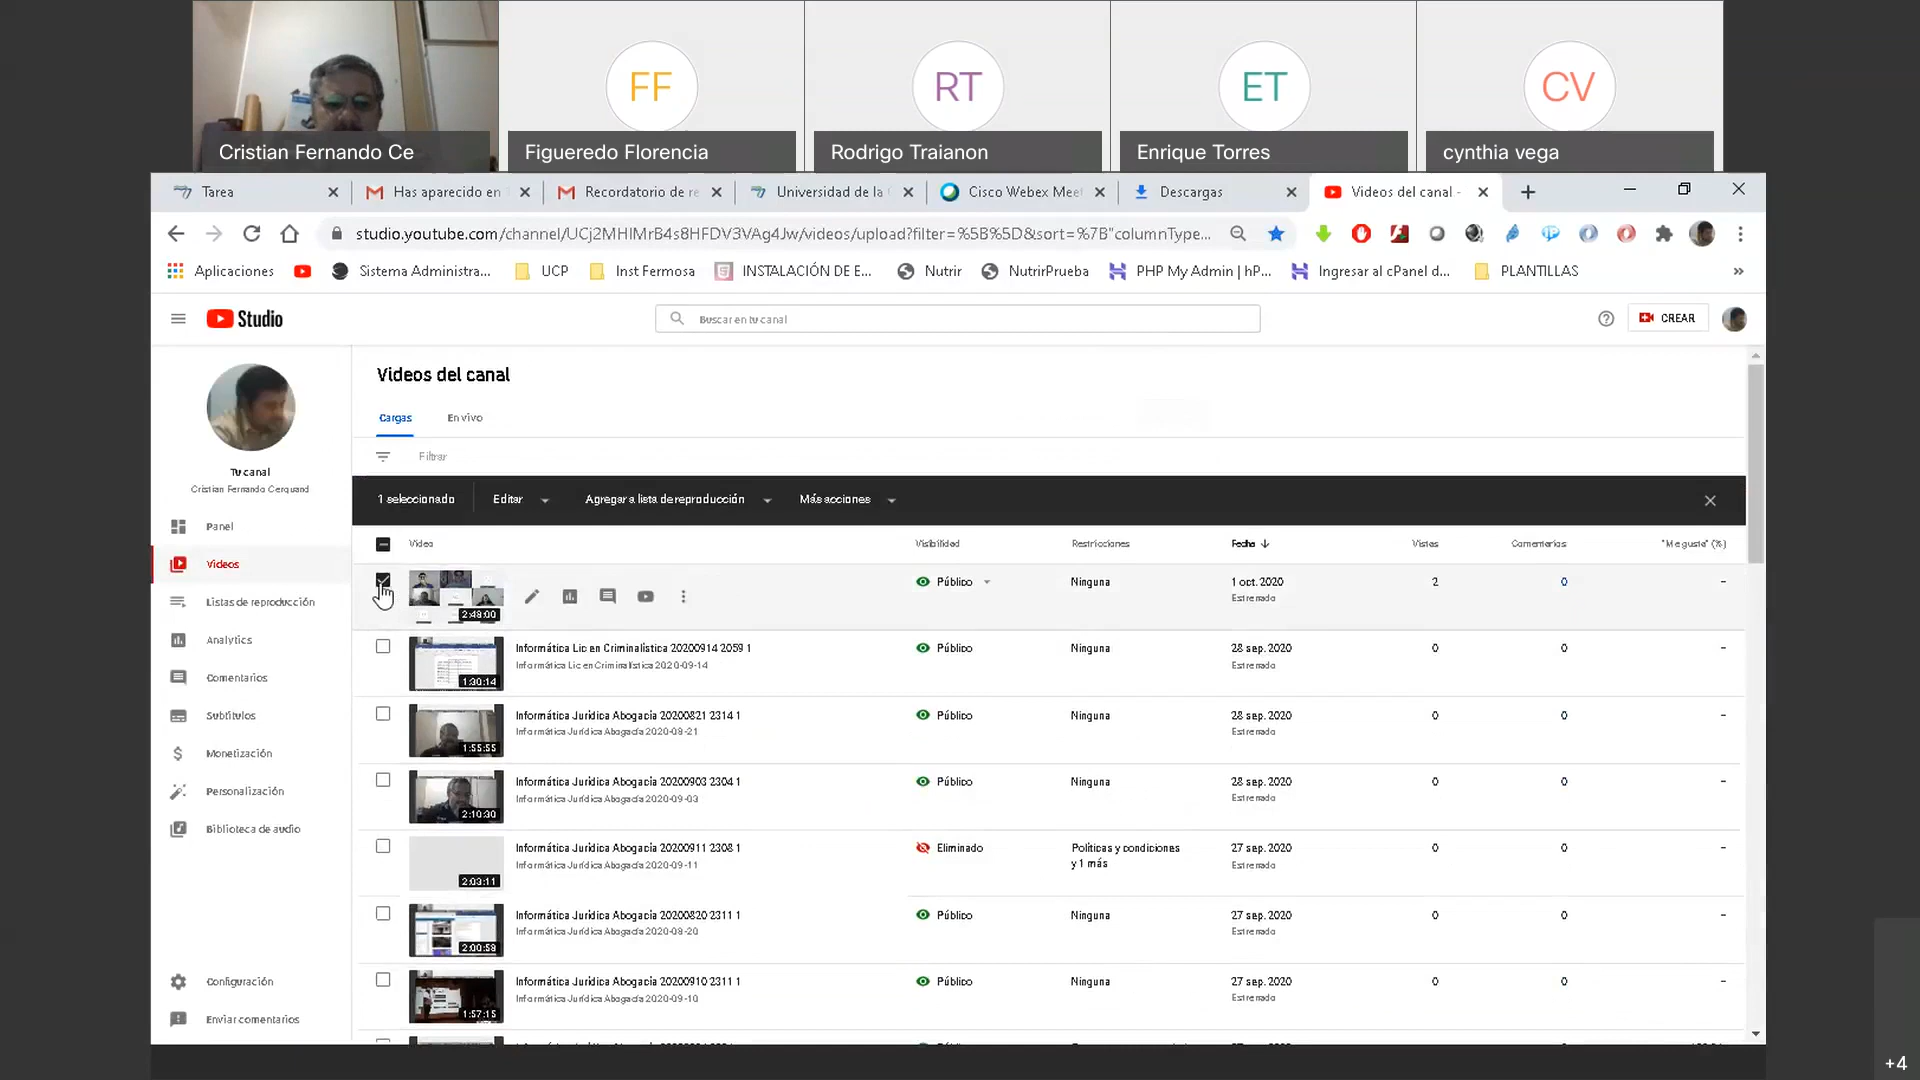 FF
RT
ET
CV
Cristian Fernando Ce
Figueredo Florencia
Rodrigo Traianon
Enrique Torres
cynthia vega
Tarea
Has aparecido en
Recordatorio de re
Universidad de la
Cisco Webex Meet
Descargas
Videos del canal -
studio.youtube.com/channel/UCj2MHlMrB4s8HFDV3VAg4Jw/videos/upload?filter=%5B%5D&sort=%7B"columnType...
Aplicaciones
Sistema Administra...
UCP
Inst Fermosa
INSTALACIÓN DE E...
Nutrir
NutrirPrueba
PHP My Admin | hP...
Ingresar al cPanel d...
PLANTILLAS
»
Studio
Buscar en tu canal
CREAR
Tu canal
Cristian Fernando Cerquand
Panel
Videos
Listas de reproducción
Analytics
Comentarios
Subtítulos
Monetización
Personalización
Biblioteca de audio
Configuración
Enviar comentarios
Videos del canal
Cargas
En vivo
Filtrar
1 seleccionado
Editar
Agregar a lista de reproducción
Más acciones
Video
Visibilidad
Restricciones
Fecha
Vistas
Comentarios
"Me gusta" (%)
2:48:00
Público
Ninguna
1 oct. 2020
Estrenado
2
0
–
1:30:14
Informática Lic en Criminalística 20200914 2059 1
Informática Lic en Criminalística 2020-09-14
Público
Ninguna
28 sep. 2020
Estrenado
0
0
–
1:55:55
Informática Jurídica Abogacía 20200821 2314 1
Informática Jurídica Abogacía 2020-08-21
Público
Ninguna
28 sep. 2020
Estrenado
0
0
–
2:10:30
Informática Jurídica Abogacía 20200903 2304 1
Informática Jurídica Abogacía 2020-09-03
Público
Ninguna
28 sep. 2020
Estrenado
0
0
–
2:03:11
Informática Jurídica Abogacía 20200911 2308 1
Informática Jurídica Abogacía 2020-09-11
Eliminado
Políticas y condiciones
y 1 más
27 sep. 2020
Estrenado
0
0
–
2:00:58
Informática Jurídica Abogacía 20200820 2311 1
Informática Jurídica Abogacía 2020-08-20
Público
Ninguna
27 sep. 2020
Estrenado
0
0
–
1:57:15
Informática Jurídica Abogacía 20200910 2311 1
Informática Jurídica Abogacía 2020-09-10
Público
Ninguna
27 sep. 2020
Estrenado
0
0
–
+4